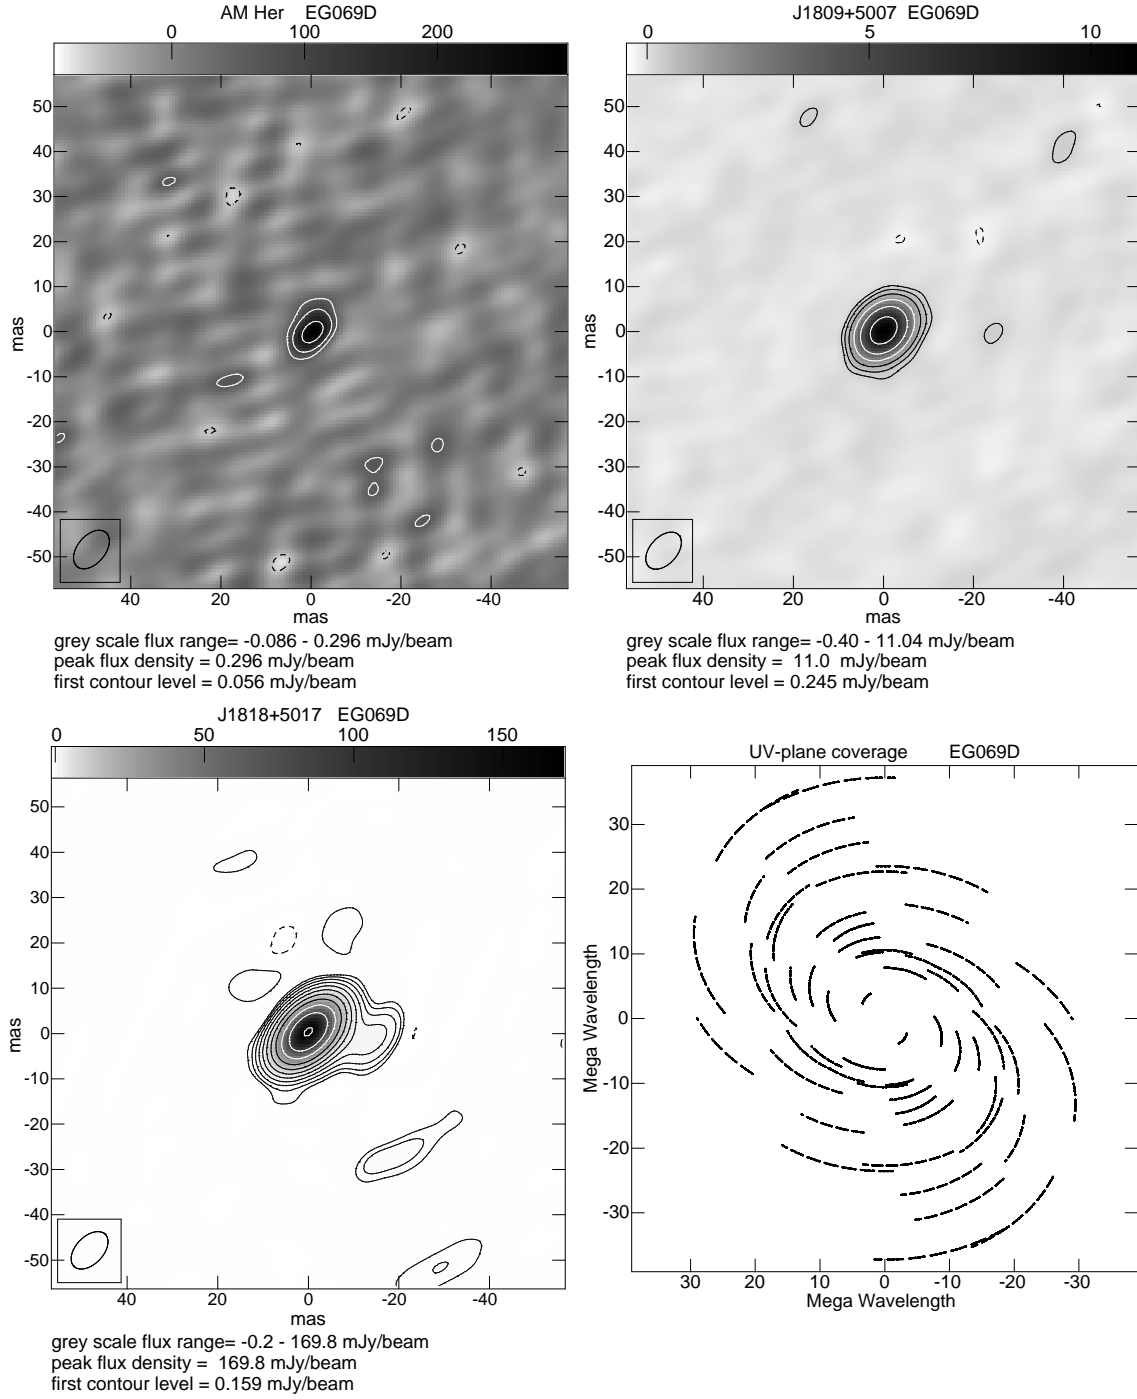 AM Her EG069D
0 100 200
50
40
30
20
10
0
-10
-20
-30
-40
-50
mas
40 20 0 -20 -40
mas
grey scale flux range= -0.086 - 0.296 mJy/beam
peak flux density = 0.296 mJy/beam
first contour level = 0.056 mJy/beam
J1809+5007 EG069D
0 5 10
50
40
30
20
10
0
-10
-20
-30
-40
-50
mas
40 20 0 -20 -40
mas
grey scale flux range= -0.40 - 11.04 mJy/beam
peak flux density = 11.0 mJy/beam
first contour level = 0.245 mJy/beam
J1818+5017 EG069D
0 50 100 150
50
40
30
20
10
0
-10
-20
-30
-40
-50
mas
40 20 0 -20 -40
mas
grey scale flux range= -0.2 - 169.8 mJy/beam
peak flux density = 169.8 mJy/beam
first contour level = 0.159 mJy/beam
UV-plane coverage EG069D
30
20
10
0
-10
-20
-30
Mega Wavelength
30 20 10 0 -10 -20 -30
Mega Wavelength